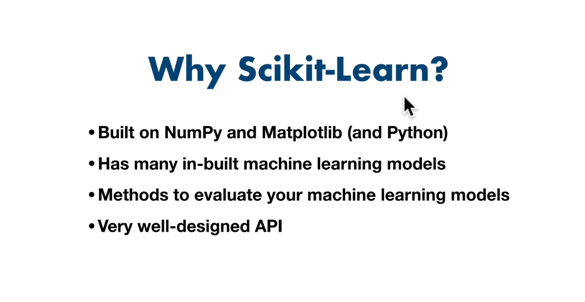 Why Scikit-Learn?
• Built on NumPy and Matplotlib (and Python)
• Has many in-built machine learning models
• Methods to evaluate your machine learning models
• Very well-designed API